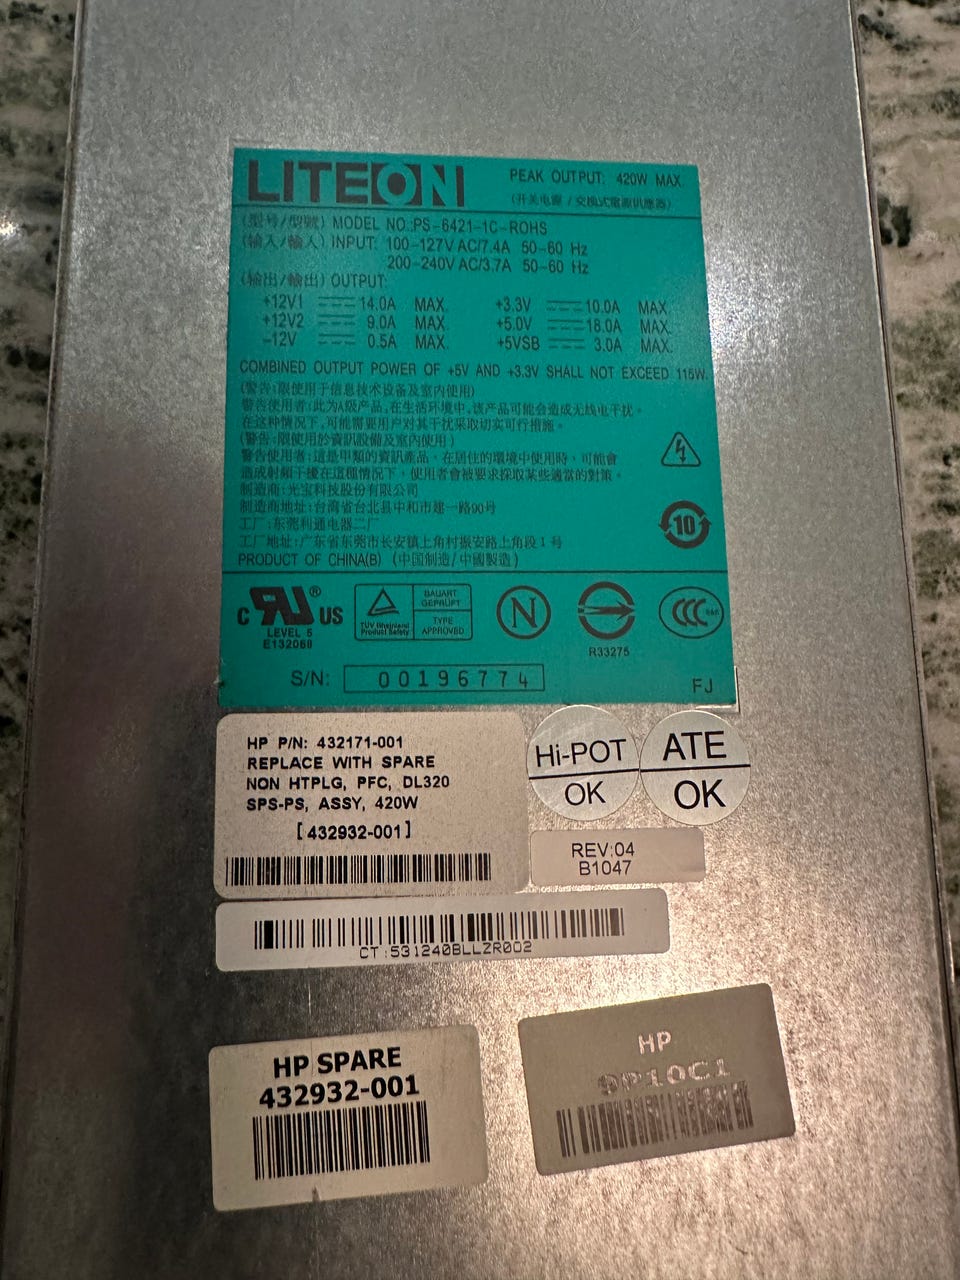 LITEON
PEAK OUTPUT: 420W MAX.
(开关电源 / 交換式電源供應器)
(型号/型號) MODEL NO.:PS-6421-1C-ROHS
(输入/輸入) INPUT: 100-127V AC/7.4A 50-60 Hz
200-240V AC/3.7A 50-60 Hz
(输出/輸出) OUTPUT:
+12V1 14.0A MAX. +3.3V 10.0A MAX.
+12V2 9.0A MAX. +5.0V 18.0A MAX.
-12V 0.5A MAX. +5VSB 3.0A MAX.
COMBINED OUTPUT POWER OF +5V AND +3.3V SHALL NOT EXCEED 115W.
(警告:限使用于信息技术设备及室内使用)
警告使用者:此为A级产品,在生活环境中,该产品可能会造成无线电干扰。
在这种情况下,可能需要用户对其干扰采取切实可行措施。
(警告:限使用於資訊設備及室內使用)
警告使用者:這是甲類的資訊產品,在居住的環境中使用時,可能會
造成射頻干擾在這種情況下,使用者會被要求採取某些適當的對策。
制造商:光宝科技股份有限公司
制造商地址:台湾省台北县中和市建一路90号
工厂:东莞利通电器二厂
工厂地址:广东省东莞市长安镇上角村振安路上角段1号
PRODUCT OF CHINA(B) (中国制造/中國製造)
10
C RU ® US
LEVEL 5
E132068
TÜV Rheinland
Product Safety
BAUART
GEPRÜFT
TYPE
APPROVED
N
R33275
CCC
S/N: 00196774
FJ
HP P/N: 432171-001
REPLACE WITH SPARE
NON HTPLG, PFC, DL320
SPS-PS, ASSY, 420W
[432932-001]
Hi-POT
OK
ATE
OK
REV:04
B1047
CT:531240BLLZR002
HP SPARE
432932-001
HP
9P10C1